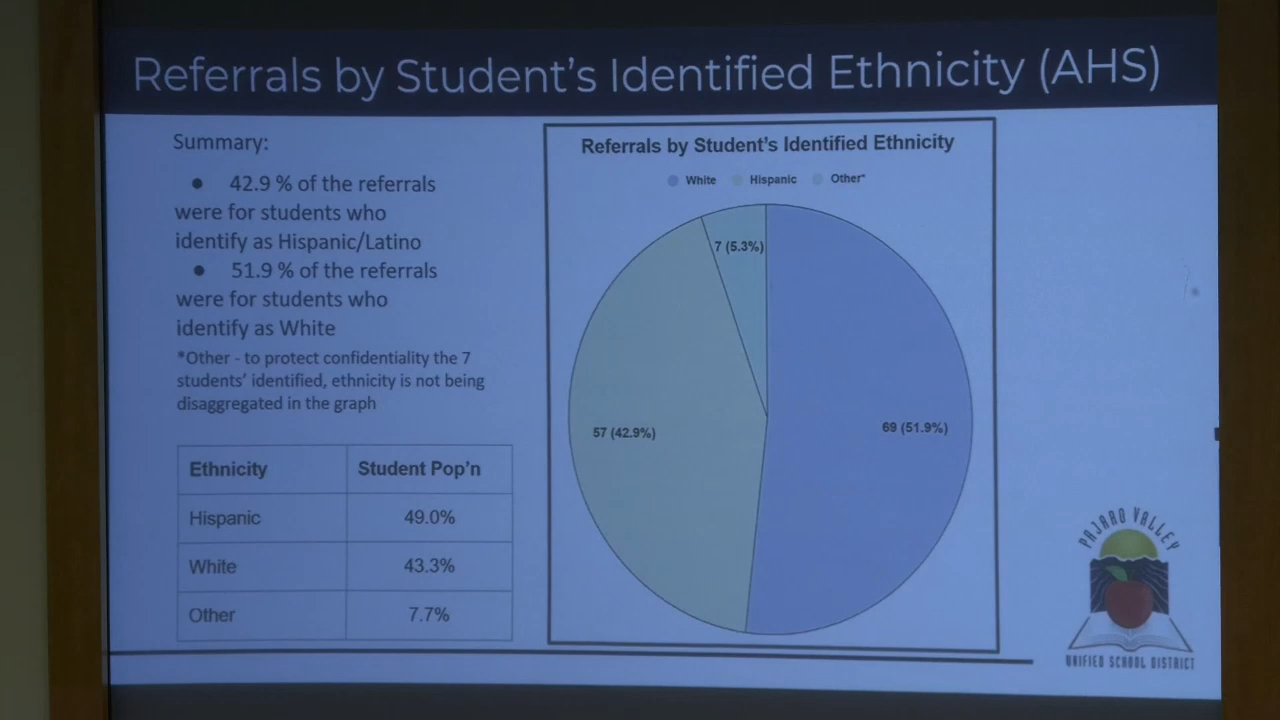 Referrals by Student's Identified Ethnicity (AHS)
Summary:
● 42.9 % of the referrals
were for students who
identify as Hispanic/Latino
● 51.9 % of the referrals
were for students who
identify as White
*Other - to protect confidentiality the 7
students' identified, ethnicity is not being
disaggregated in the graph
Ethnicity Student Pop'n
Hispanic 49.0%
White 43.3%
Other 7.7%
Referrals by Student's Identified Ethnicity
White Hispanic Other*
7 (5.3%)
57 (42.9%)
69 (51.9%)
PAJARO VALLEY
UNIFIED SCHOOL DISTRICT